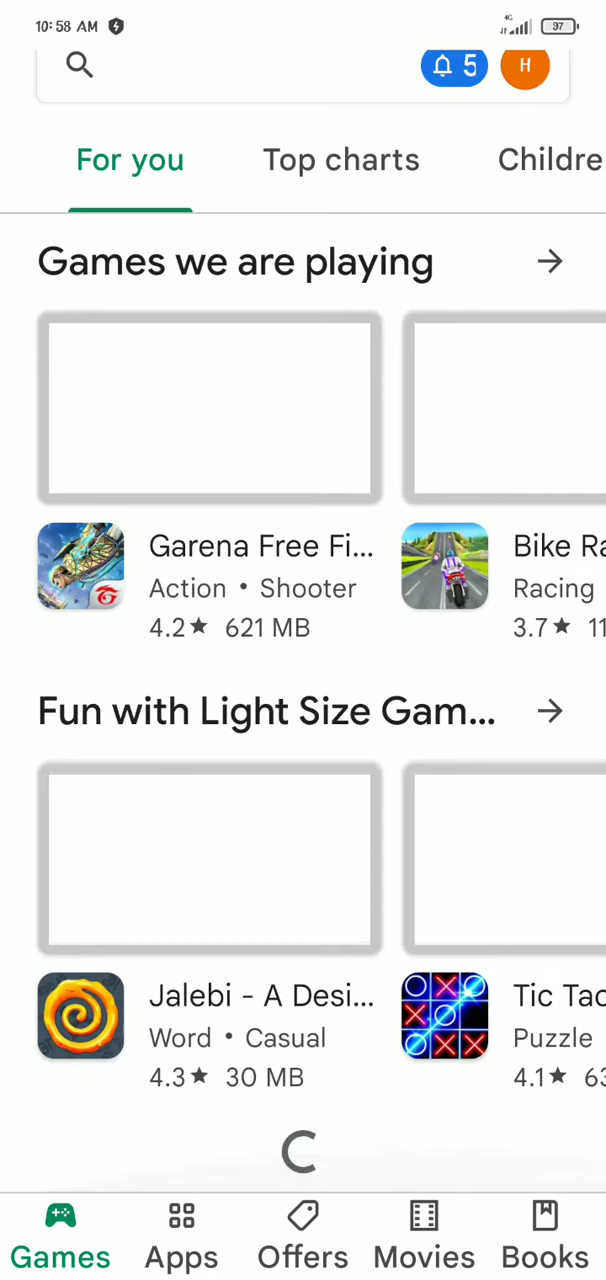 10:58 AM 4G 37
5 H
For you Top charts Childre
Games we are playing
Garena Free Fi... Bike Ra
Action • Shooter Racing
4.2★ 621 MB 3.7★ 11
Fun with Light Size Gam...
Jalebi - A Desi... Tic Tac
Word • Casual Puzzle
4.3★ 30 MB 4.1★ 63
Games Apps Offers Movies Books